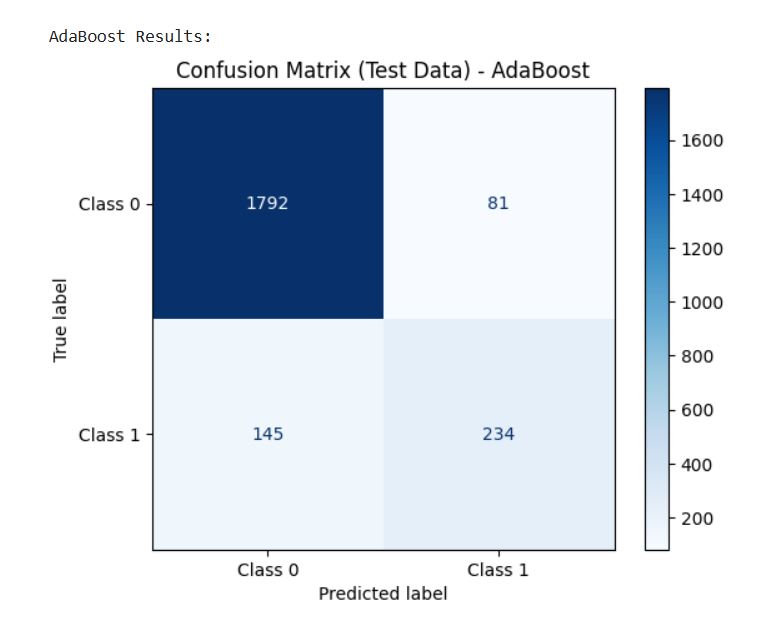 AdaBoost Results:
Confusion Matrix (Test Data) - AdaBoost
1600
1400
1200
1000
800
600
400
200
Class 0
1792
81
Class 1
145
234
True label
Class 0
Class 1
Predicted label